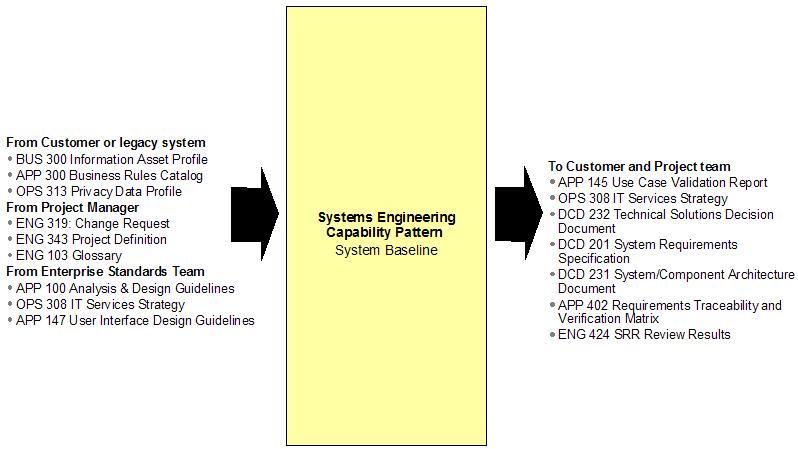 From Customer or legacy system
• BUS 300 Information Asset Profile
• APP 300 Business Rules Catalog
• OPS 313 Privacy Data Profile
From Project Manager
• ENG 319: Change Request
• ENG 343 Project Definition
• ENG 103 Glossary
From Enterprise Standards Team
• APP 100 Analysis & Design Guidelines
• OPS 308 IT Services Strategy
• APP 147 User Interface Design Guidelines
Systems Engineering
Capability Pattern
System Baseline
To Customer and Project team
• APP 145 Use Case Validation Report
• OPS 308 IT Services Strategy
• DCD 232 Technical Solutions Decision
Document
• DCD 201 System Requirements
Specification
• DCD 231 System/Component Architecture
Document
• APP 402 Requirements Traceability and
Verification Matrix
• ENG 424 SRR Review Results